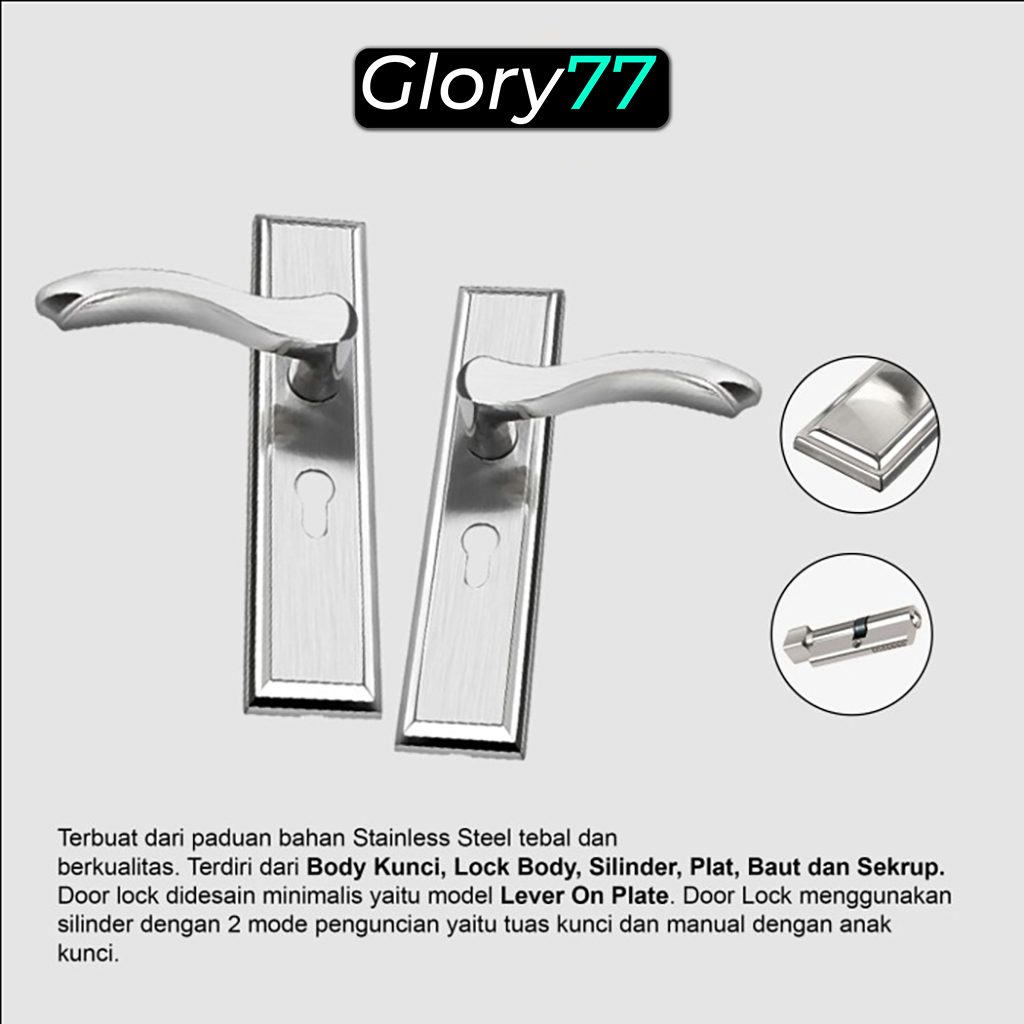 Glory77
Terbuat dari paduan bahan Stainless Steel tebal dan
berkualitas. Terdiri dari Body Kunci, Lock Body, Silinder, Plat, Baut dan Sekrup.
Door lock didesain minimalis yaitu model Lever On Plate. Door Lock menggunakan
silinder dengan 2 mode penguncian yaitu tuas kunci dan manual dengan anak
kunci.